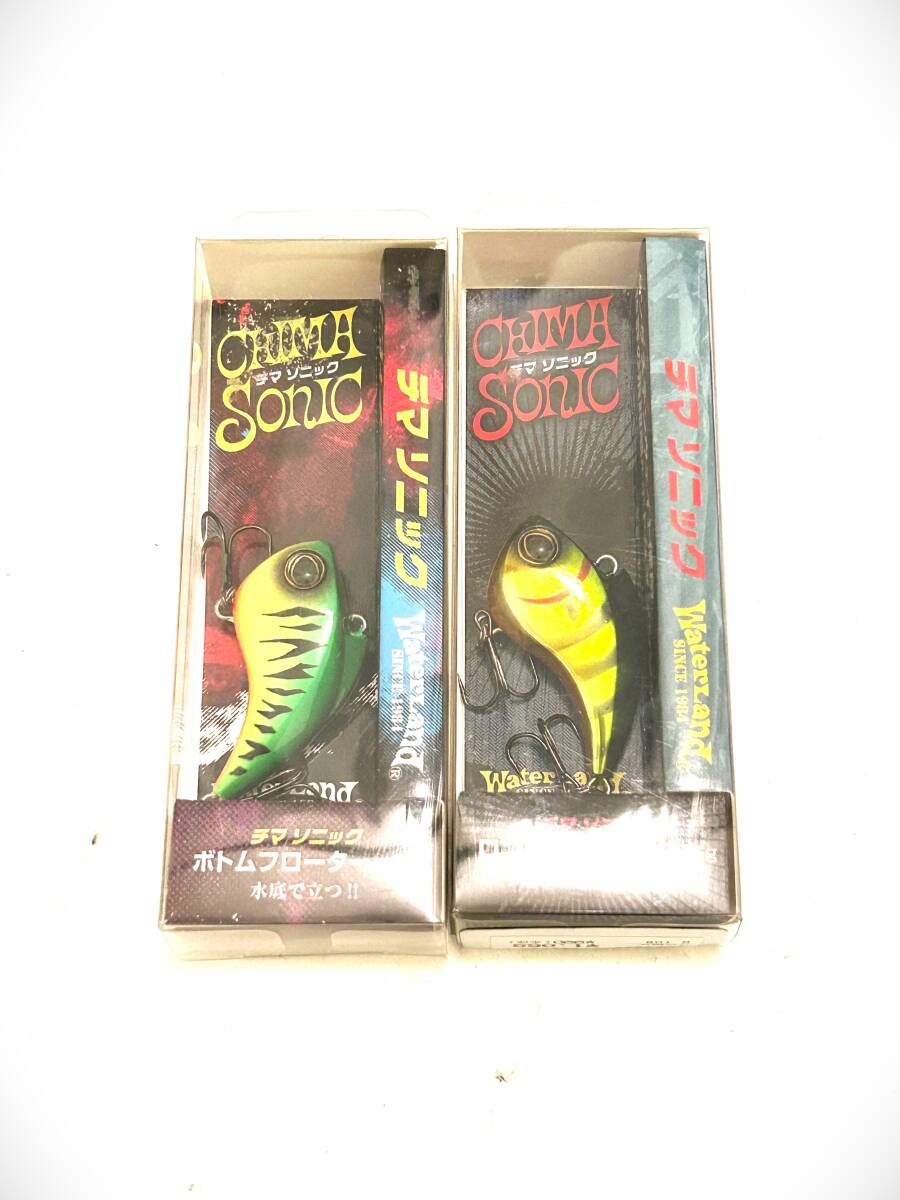 CHIMA
チマ ソニック
SONIC
チマ ソニック
WaterLand®
SINCE 1984
チマ ソニック
ボトムフローター
水底で立つ!!
CHIMA
チマ ソニック
SONIC
チマ ソニック
WaterLand
SINCE 1984